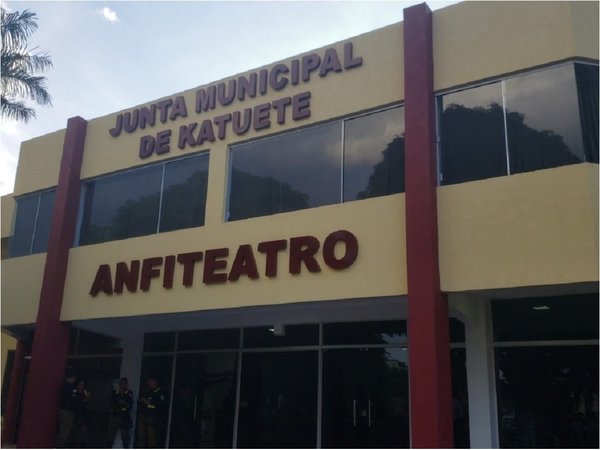 JUNTA MUNICIPAL
DE KATUETE
ANFITEATRO